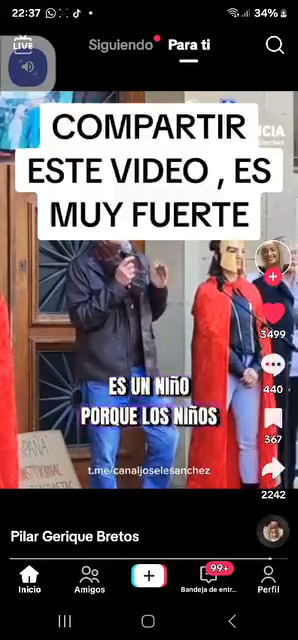 22:37
34%
LIVE
Siguiendo
Para ti
COMPARTIR
ESTE VIDEO , ES
MUY FUERTE
ES UN NIñO
PORQUE LOS NIñOS
t.me/canaljoselesanchez
3499
440
367
2242
Pilar Gerique Bretos
99+
Inicio
Amigos
Bandeja de entr...
Perfil